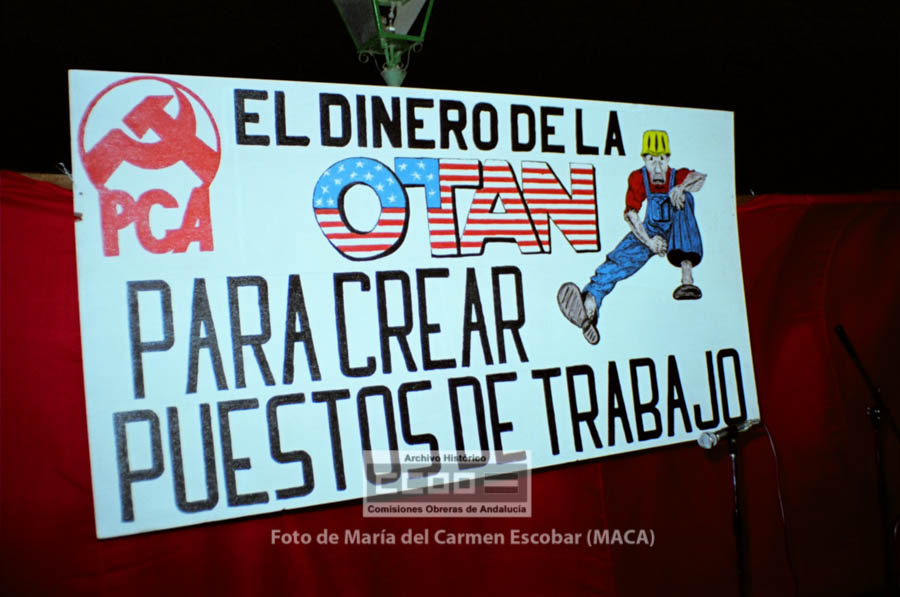 PCA
EL DINERO DE LA
OTAN
PARA CREAR
PUESTOS DE TRABAJO
Archivo Histórico
Comisiones Obreras de Andalucía
Foto de María del Carmen Escobar (MACA)